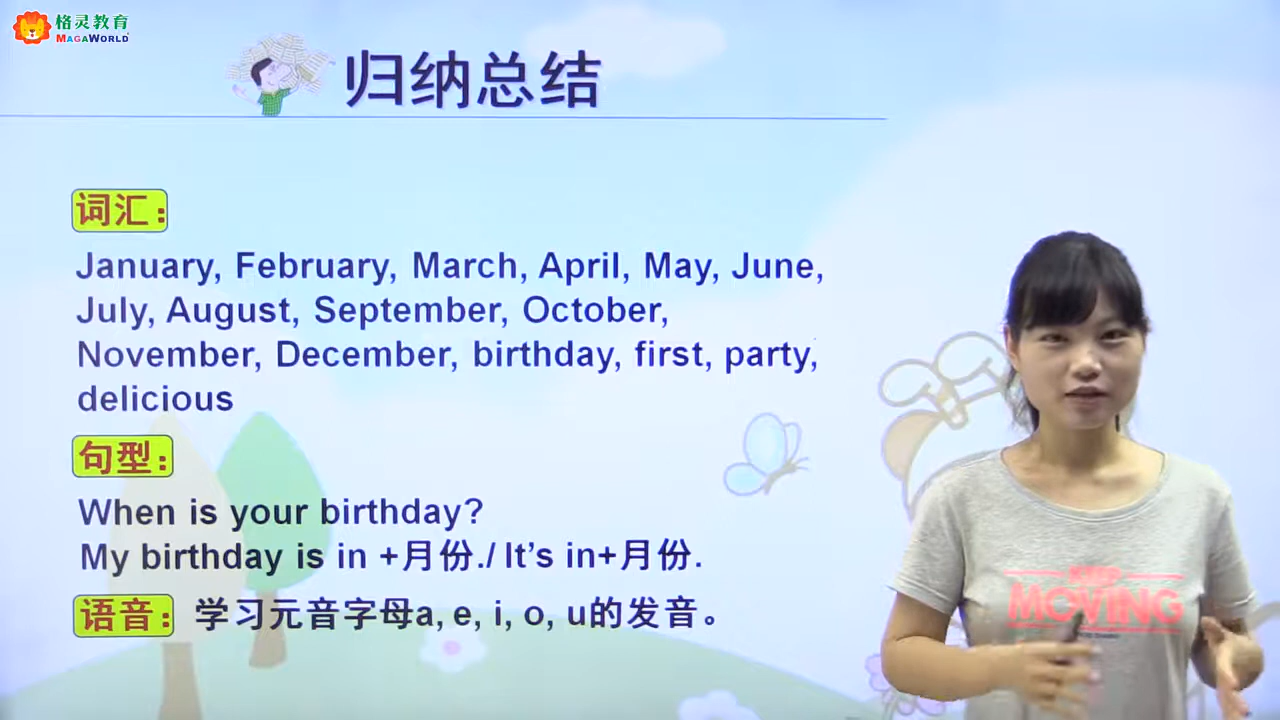 格灵教育
MAGAWORLD
归纳总结
词汇：
January, February, March, April, May, June,
July, August, September, October,
November, December, birthday, first, party,
delicious
句型：
When is your birthday?
My birthday is in +月份./ It’s in+月份.
语音： 学习元音字母a, e, i, o, u的发音。
KEEP
MOVING